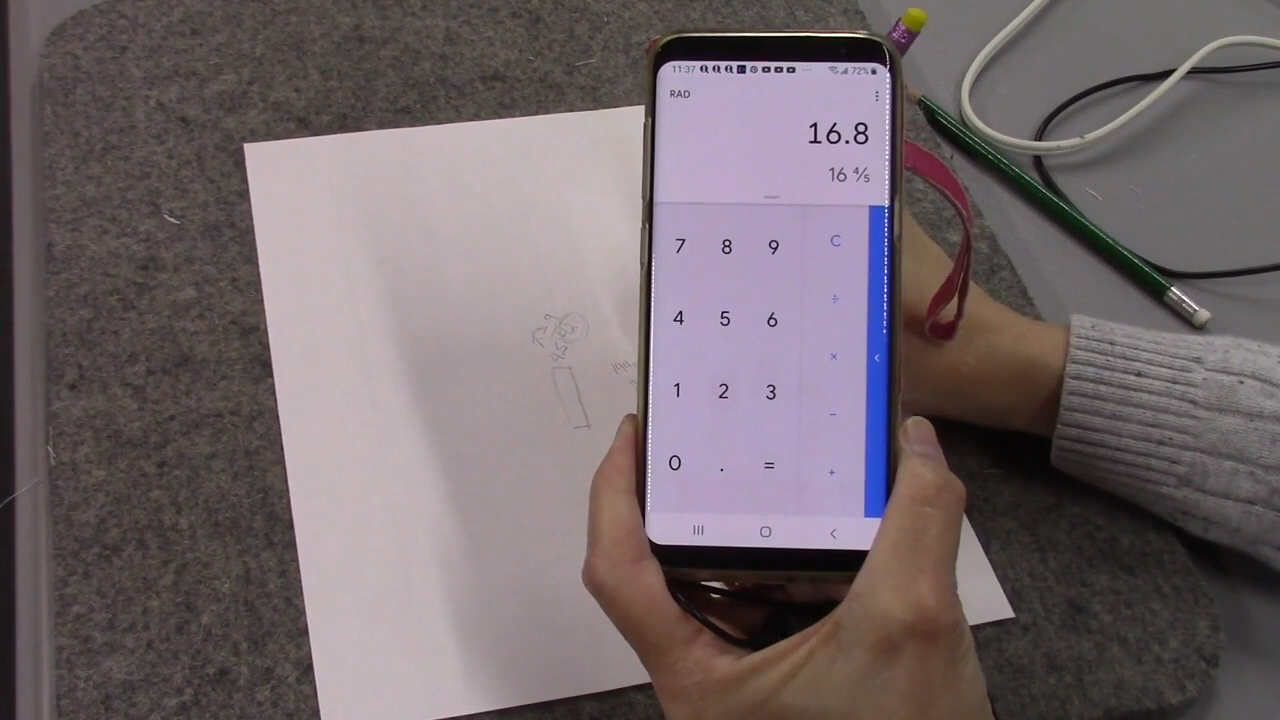 11:37 72%
RAD
16.8
16 ⅘
7 8 9 C
÷
4 5 6
×
1 2 3
−
0 . =
+